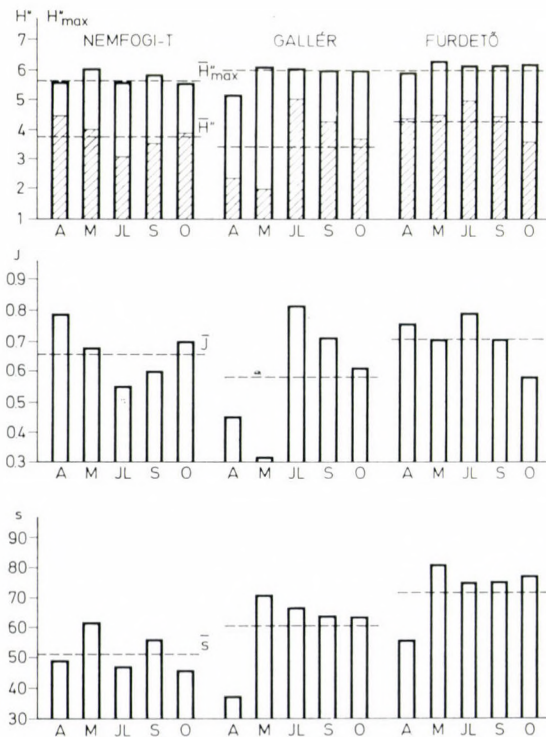 H" H"max
NEMFOGI-T GALLÉR FÜRDETŐ
7
6
H̅"max
5
4
H̅"
3
2
1
A M JL S O A M JL S O A M JL S O
J
0.9
0.8
0.7
J̅
0.6
0.5
0.4
0.3
A M JL S O A M JL S O A M JL S O
s
90
80
70
60
s̅
50
40
30
A M JL S O A M JL S O A M JL S O